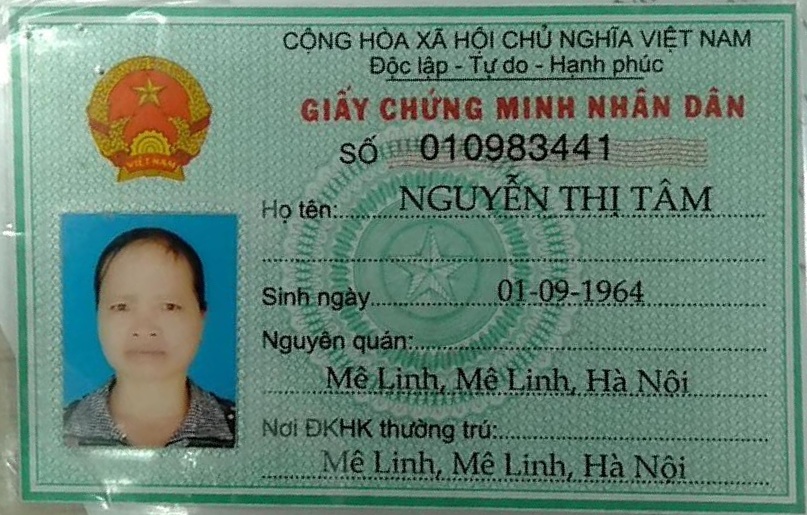 CỘNG HÒA XÃ HỘI CHỦ NGHĨA VIỆT NAM
Độc lập - Tự do - Hạnh phúc
GIẤY CHỨNG MINH NHÂN DÂN
SỐ 010983441
VIỆT NAM
Họ tên: NGUYỄN THỊ TÂM
Sinh ngày 01-09-1964
Nguyên quán:
Mê Linh, Mê Linh, Hà Nội
Nơi ĐKHK thường trú:
Mê Linh, Mê Linh, Hà Nội